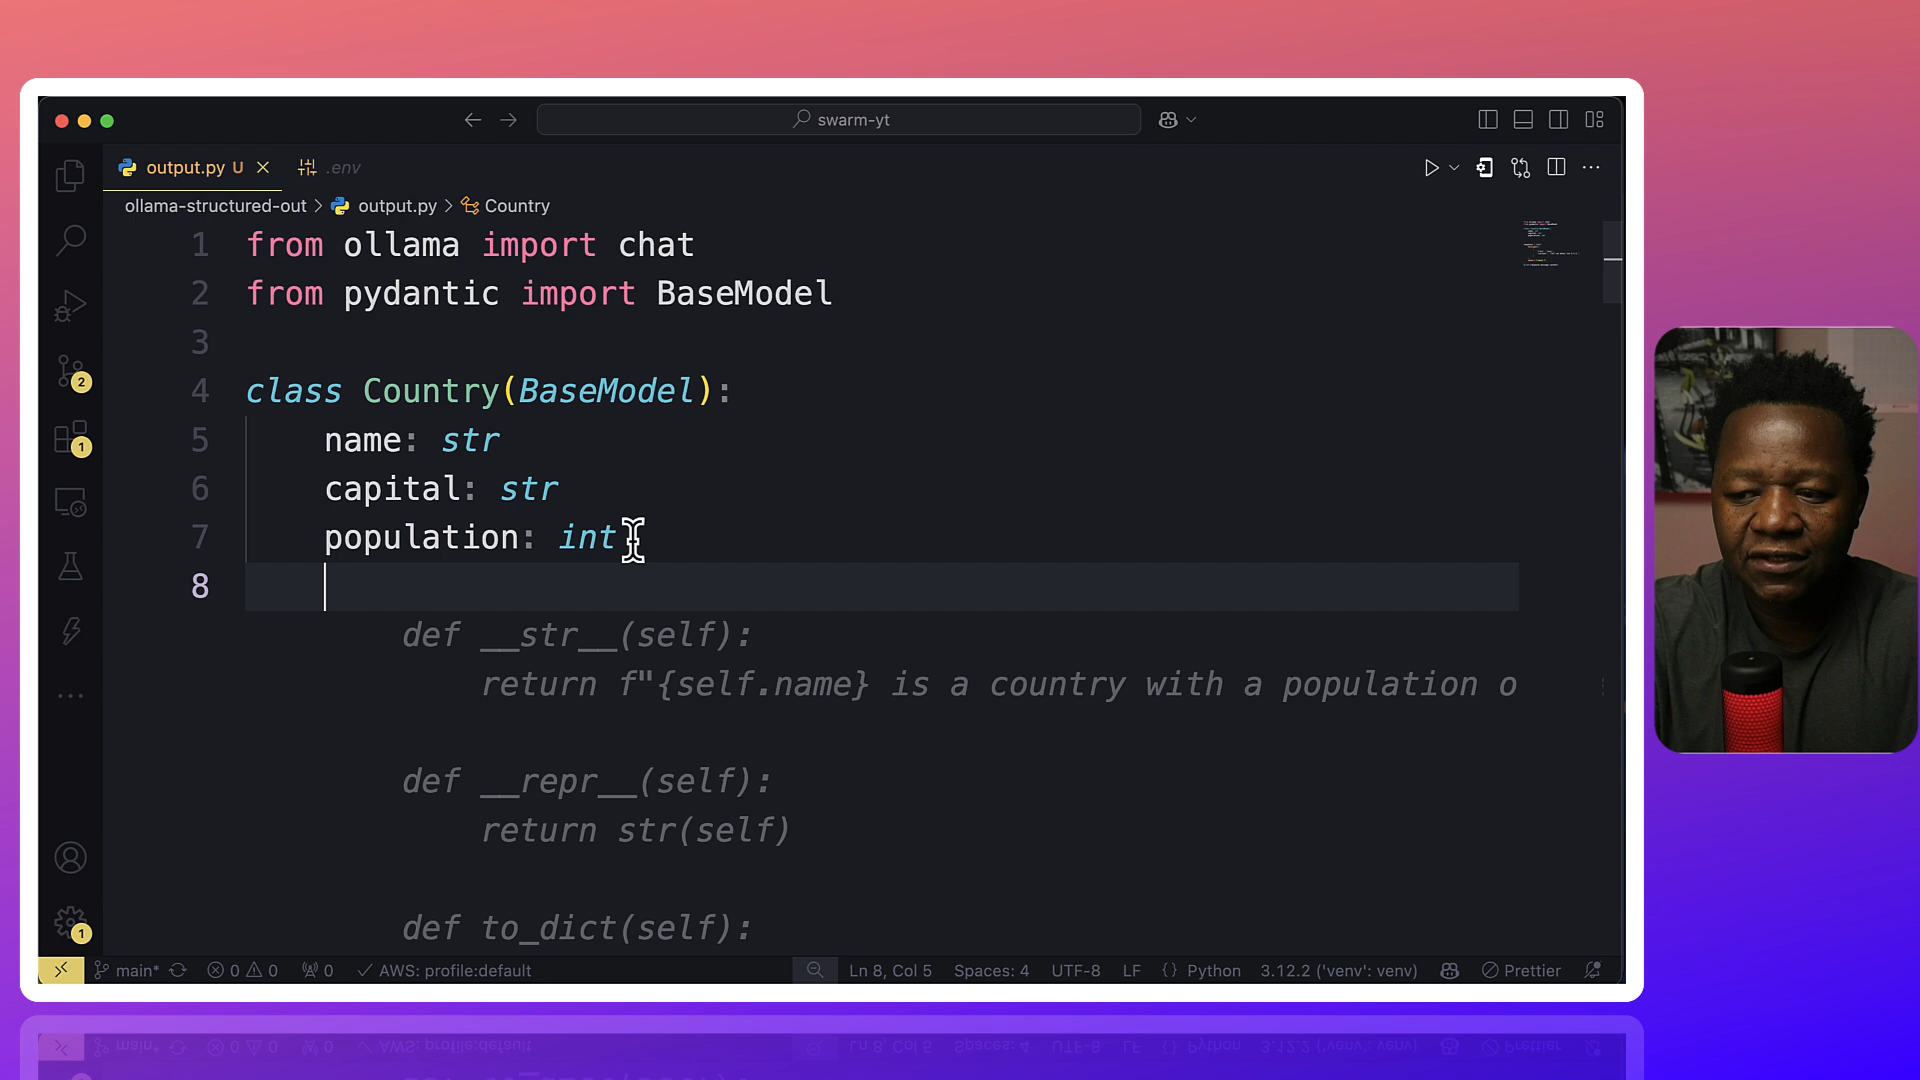 swarm-yt
output.py U
.env
ollama-structured-out > output.py > Country
1 from ollama import chat
2 from pydantic import BaseModel
3
4 class Country(BaseModel):
5 name: str
6 capital: str
7 population: int
8
def __str__(self):
return f"{self.name} is a country with a population o
def __repr__(self):
return str(self)
def to_dict(self):
2
1
1
main* 0 0 0 AWS: profile:default Ln 8, Col 5 Spaces: 4 UTF-8 LF {} Python 3.12.2 ('venv': venv) Prettier